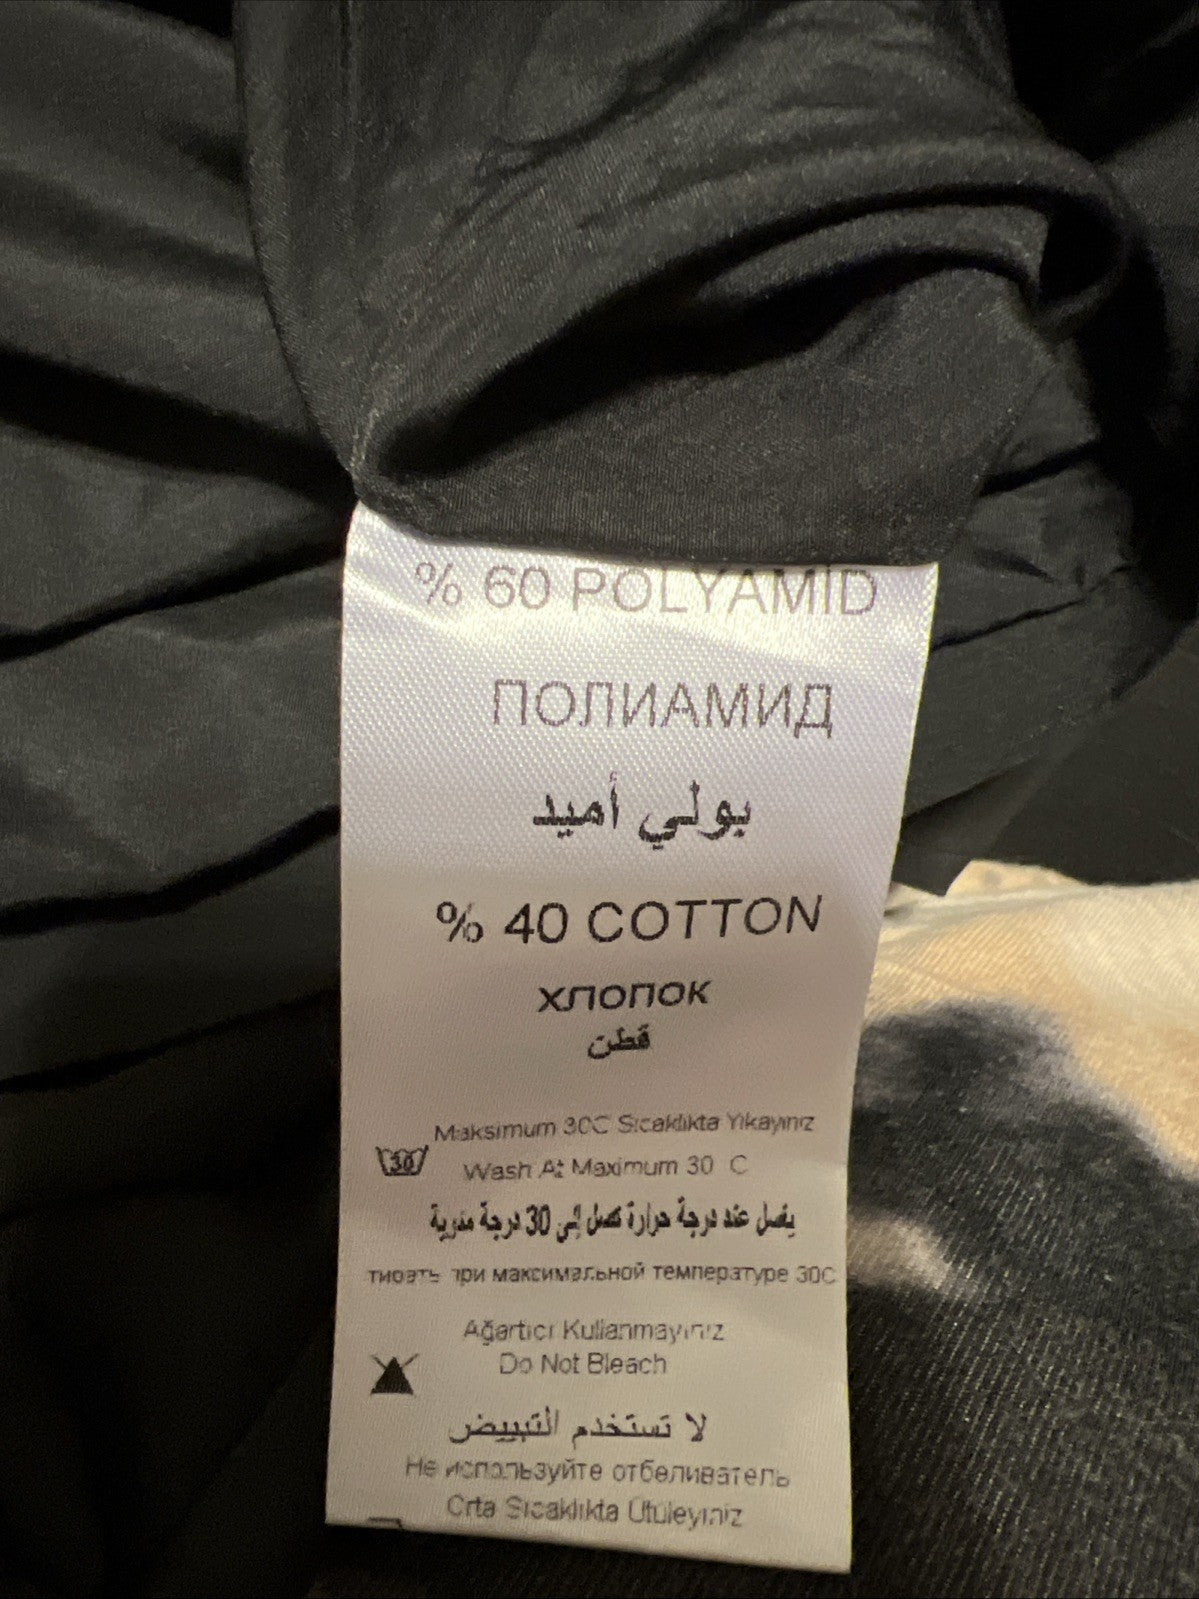 % 60 POLYAMİD
ПОЛИАМИД
بولي أميد
% 40 COTTON
ХЛОПОК
قطن
Maksimum 30C Sıcaklıkta Yıkayınız
30
Wash At Maximum 30 C
يغسل عند درجة حرارة تصل إلى 30 درجة مئوية
при максимальной температуре 30C
Ağartıcı Kullanmayınız
Do Not Bleach
لا تستخدم التبييض
Не используйте отбеливатель
Orta Sıcaklıkta Ütüleyiniz